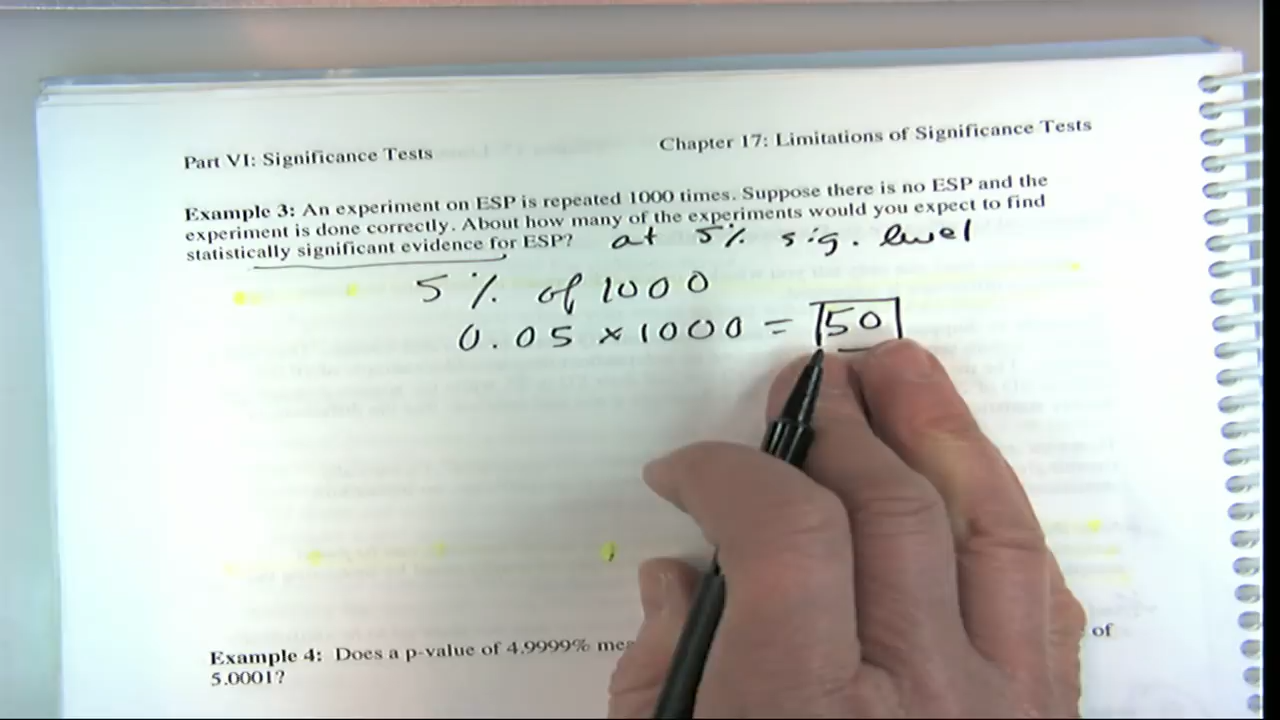 Part VI: Significance Tests
Chapter 17: Limitations of Significance Tests
Example 3: An experiment on ESP is repeated 1000 times. Suppose there is no ESP and the
experiment is done correctly. About how many of the experiments would you expect to find
statistically significant evidence for ESP? at 5% sig. level
5 % of 1000
0.05 × 1000 = 50
Example 4: Does a p-value of 4.9999% of
5.0001?